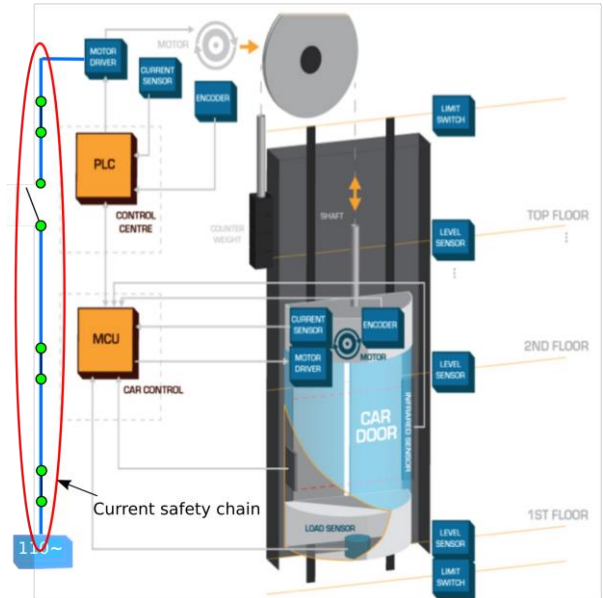 MOTOR
MOTOR
DRIVER
CURRENT
SENSOR
ENCODER
LIMIT
SWITCH
PLC
CONTROL
CENTRE
COUNTER
WEIGHT
SHAFT
TOP FLOOR
LEVEL
SENSOR
MCU
CAR CONTROL
CURRENT
SENSOR
ENCODER
MOTOR
DRIVER
MOTOR
2ND FLOOR
LEVEL
SENSOR
CAR
DOOR
INFRARED SENSOR
Current safety chain
LOAD SENSOR
1ST FLOOR
LEVEL
SENSOR
LIMIT
SWITCH